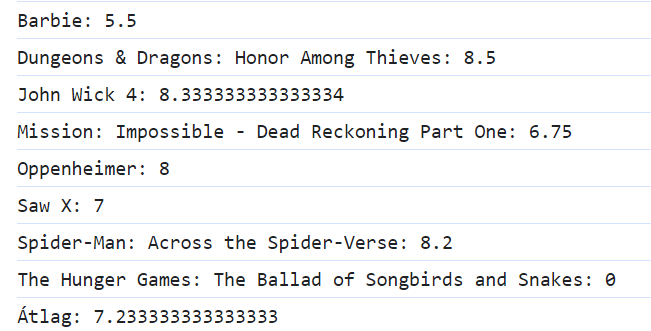 Barbie: 5.5
Dungeons & Dragons: Honor Among Thieves: 8.5
John Wick 4: 8.333333333333334
Mission: Impossible - Dead Reckoning Part One: 6.75
Oppenheimer: 8
Saw X: 7
Spider-Man: Across the Spider-Verse: 8.2
The Hunger Games: The Ballad of Songbirds and Snakes: 0
Átlag: 7.233333333333333